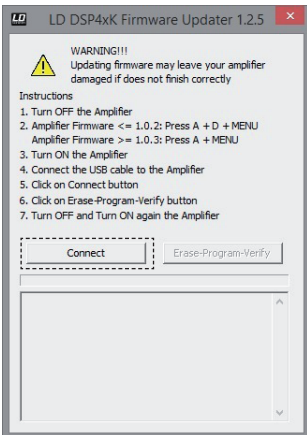 LD LD DSP4xK Firmware Updater 1.2.5 ×
WARNING!!!
Updating firmware may leave your amplifier
damaged if does not finish correctly
Instructions
1. Turn OFF the Amplifier
2. Amplifier Firmware <= 1.0.2: Press A + D +MENU
Amplifier Firmware >= 1.0.3: Press A +MENU
3. Turn ON the Amplifier
4. Connect the USB cable to the Amplifier
5. Click on Connect button
6. Click on Erase-Program-Verify button
7. Turn OFF and Turn ON again the Amplifier
Connect Erase-Program-Verify